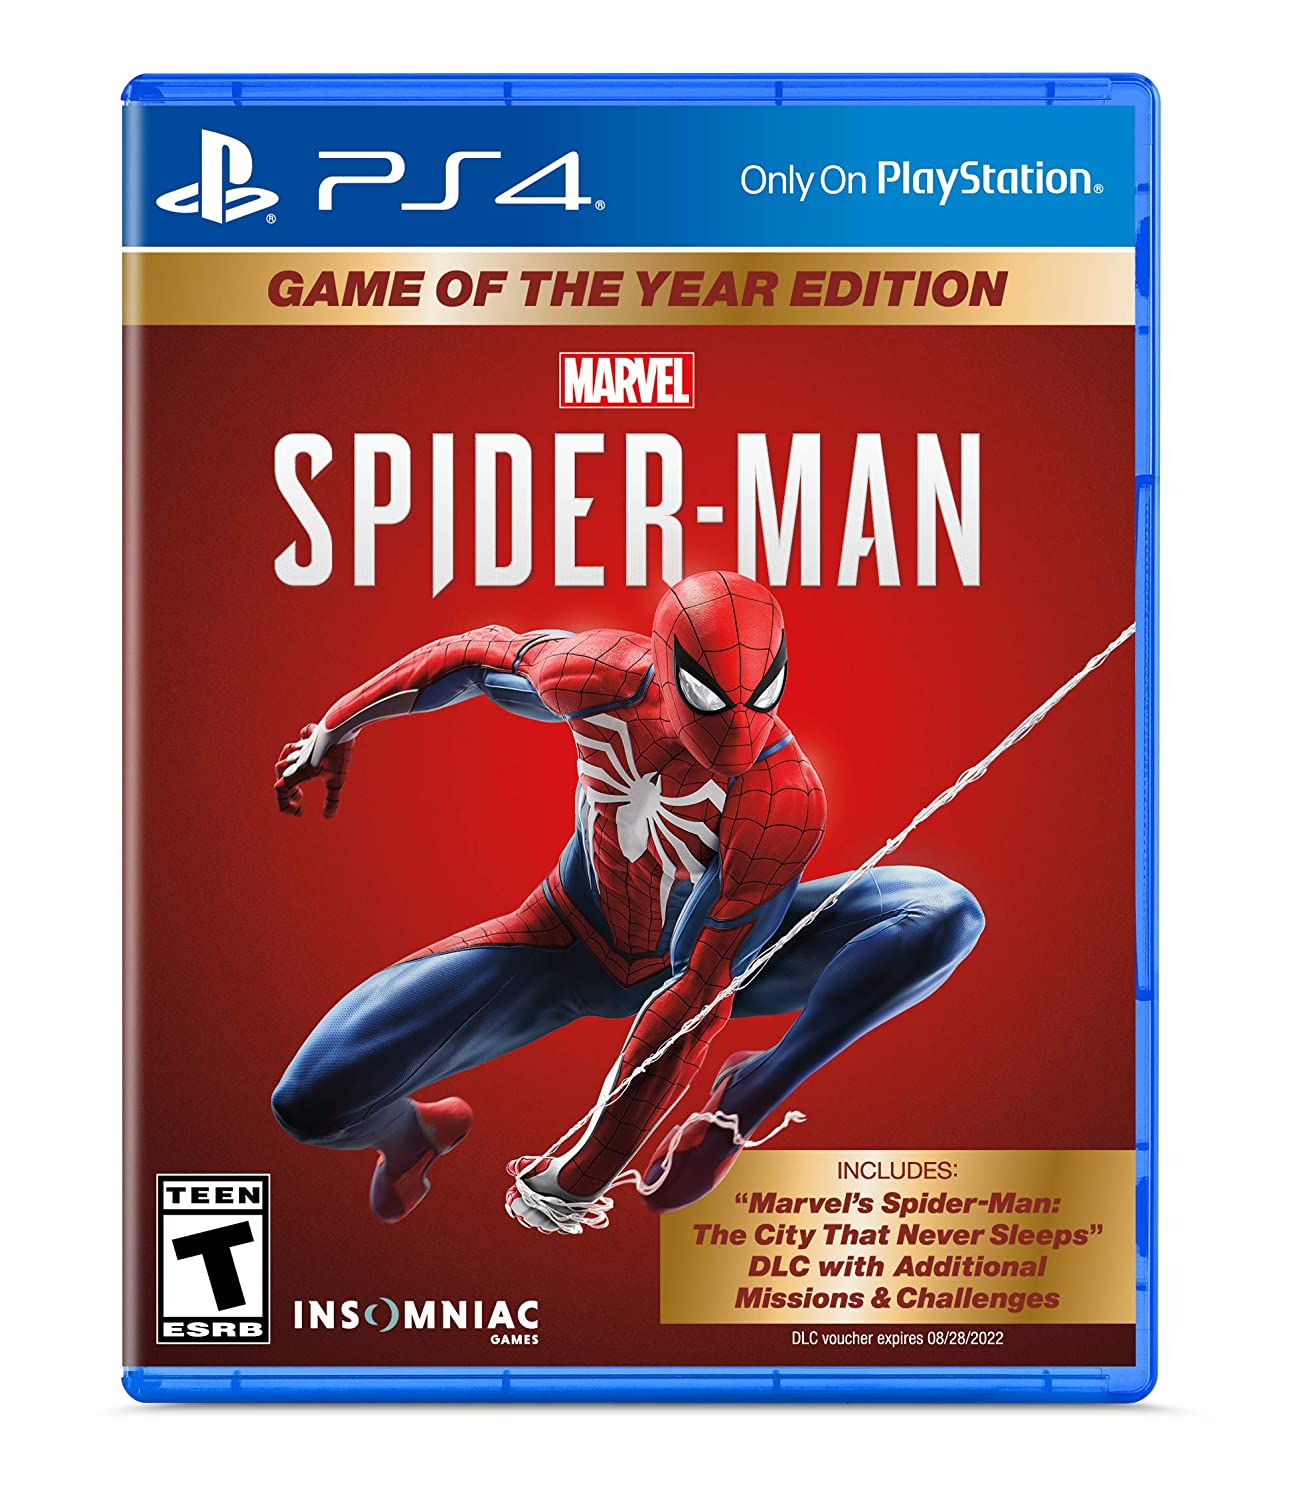 PS4®
Only On PlayStation®
GAME OF THE YEAR EDITION
MARVEL
SPIDER-MAN
INCLUDES:
“Marvel’s Spider-Man:
The City That Never Sleeps”
DLC with Additional
Missions & Challenges
DLC voucher expires 08/28/2022
TEEN
T
ESRB
INSOMNIAC
GAMES